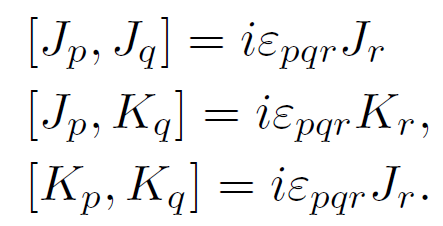 [J_p, J_q] = iε_{pqr} J_r
[J_p, K_q] = iε_{pqr} K_r,
[K_p, K_q] = iε_{pqr} J_r.